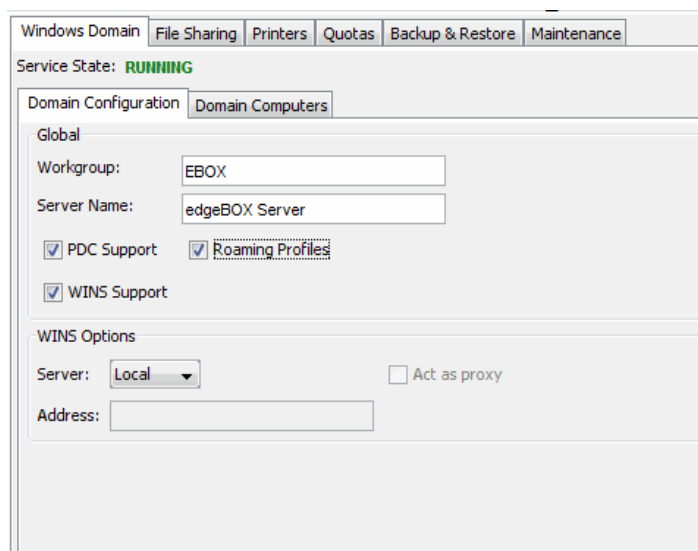 Windows Domain File Sharing Printers Quotas Backup & Restore Maintenance
Service State: RUNNING
Domain Configuration Domain Computers
Global
Workgroup: EBOX
Server Name: edgeBOX Server
PDC Support Roaming Profiles
WINS Support
WINS Options
Server: Local Act as proxy
Address: